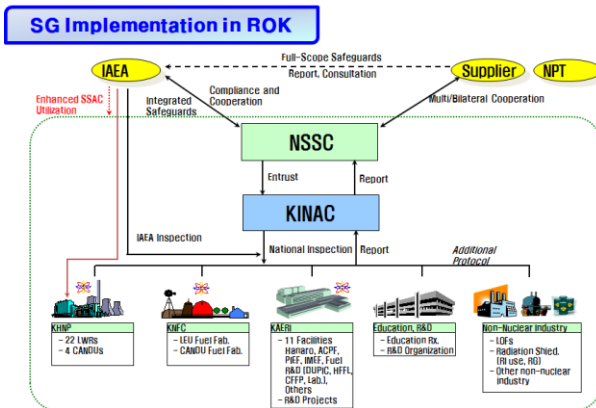 SG Implementation in ROK
IAEA
Full-Scope Safeguards
Report, Consultation
Supplier
NPT
Enhanced SSAC
Utilization
Integrated
Safeguards
Compliance and
Cooperation
Multi/Bilateral Cooperation
NSSC
Entrust
Report
KINAC
IAEA Inspection
National Inspection
Report
Additional
Protocol
KHNP
- 22 LWRs
- 4 CANDUs
KNFC
- LEU Fuel Fab.
- CANDU Fuel Fab.
KAERI
- 11 Facilities
Hanaro, ACPF,
PIEF, IMEF, Fuel
R&D (DUPIC, HFFL,
CFFP, Lab.),
Others
- R&D Projects
Education, R&D
- Education Rx.
- R&D Organization
Non-Nuclear Industry
- LOFs
- Radiation Shield.
(RI use, RG)
- Other non-nuclear
industry